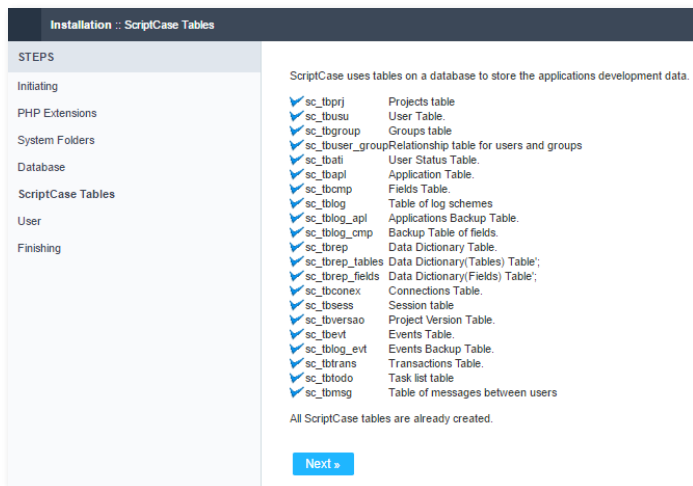 Installation :: ScriptCase Tables
STEPS
Initiating
PHP Extensions
System Folders
Database
ScriptCase Tables
User
Finishing
ScriptCase uses tables on a database to store the applications development data.
sc_tbprj Projects table
sc_tbusu User Table.
sc_tbgroup Groups table
sc_tbuser_groupRelationship table for users and groups
sc_tbati User Status Table.
sc_tbapl Application Table.
sc_tbcmp Fields Table.
sc_tblog Table of log schemes
sc_tblog_apl Applications Backup Table.
sc_tblog_cmp Backup Table of fields.
sc_tbrep Data Dictionary Table.
sc_tbrep_tables Data Dictionary(Tables) Table';
sc_tbrep_fields Data Dictionary(Fields) Table';
sc_tbconex Connections Table.
sc_tbsess Session table
sc_tbversao Project Version Table.
sc_tbevt Events Table.
sc_tblog_evt Events Backup Table.
sc_tbtrans Transactions Table.
sc_tbtodo Task list table
sc_tbmsg Table of messages between users
All ScriptCase tables are already created.
Next »